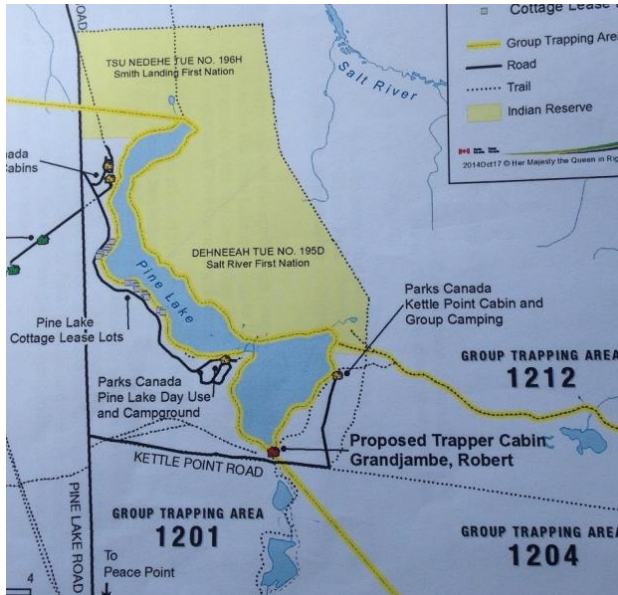 Cottage Lease L
Group Trapping Area
Road
Trail
Indian Reserve
2014Oct17 © Her Majesty the Queen in Rig
ROAD
TSU NEDEHE TUE NO. 196H
Smith Landing First Nation
Salt River
nada
Cabins
DEHNEEAH TUE NO. 195D
Salt River First Nation
Pine Lake
Parks Canada
Kettle Point Cabin and
Group Camping
Pine Lake
Cottage Lease Lots
GROUP TRAPPING AREA
1212
Parks Canada
Pine Lake Day Use
and Campground
Proposed Trapper Cabin
Grandjambe, Robert
KETTLE POINT ROAD
PINE LAKE ROAD
GROUP TRAPPING AREA
1201
GROUP TRAPPING AREA
1204
To
Peace Point
4